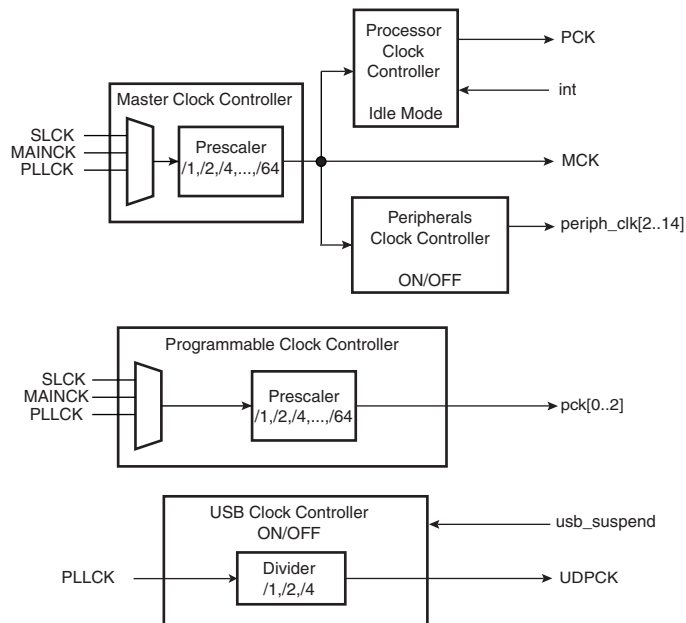 Processor
Clock
Controller
Idle Mode
PCK
int
Master Clock Controller
SLCK
MAINCK
PLLCK
Prescaler
/1,/2,/4,...,/64
MCK
Peripherals
Clock Controller
ON/OFF
periph_clk[2..14]
Programmable Clock Controller
SLCK
MAINCK
PLLCK
Prescaler
/1,/2,/4,...,/64
pck[0..2]
USB Clock Controller
ON/OFF
usb_suspend
PLLCK
Divider
/1,/2,/4
UDPCK